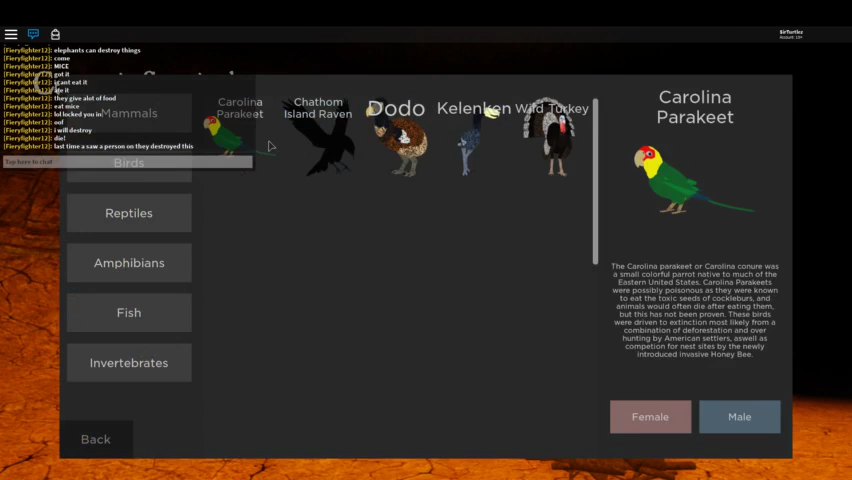 SirTurtlez
Account: 13+
[Fieryfighter12]: elephants can destroy things
[Fieryfighter12]: come
[Fieryfighter12]: MICE
[Fieryfighter12]: got it
[Fieryfighter12]: i cant eat it
[Fieryfighter12]: ate it
[Fieryfighter12]: they give alot of food
[Fieryfighter12]: eat mice
[Fieryfighter12]: lol locked you in
[Fieryfighter12]: oof
[Fieryfighter12]: i will destroy
[Fieryfighter12]: die!
[Fieryfighter12]: last time a saw a person on they destroyed this
Tap here to chat
Mammals
Birds
Reptiles
Amphibians
Fish
Invertebrates
Back
Carolina
Parakeet
Chathom
Island Raven
Dodo
Kelenken
Wild Turkey
Carolina
Parakeet
The Carolina parakeet or Carolina conure was
a small colorful parrot native to much of the
Eastern United States. Carolina Parakeets
were possibly poisonous as they were known
to eat the toxic seeds of cockleburs, and
animals would often die after eating them,
but this has not been proven. These birds
were driven to extinction most likely from a
combination of deforestation and over
hunting by American settlers, aswell as
competion for nest sites by the newly
introduced invasive Honey Bee.
Female
Male